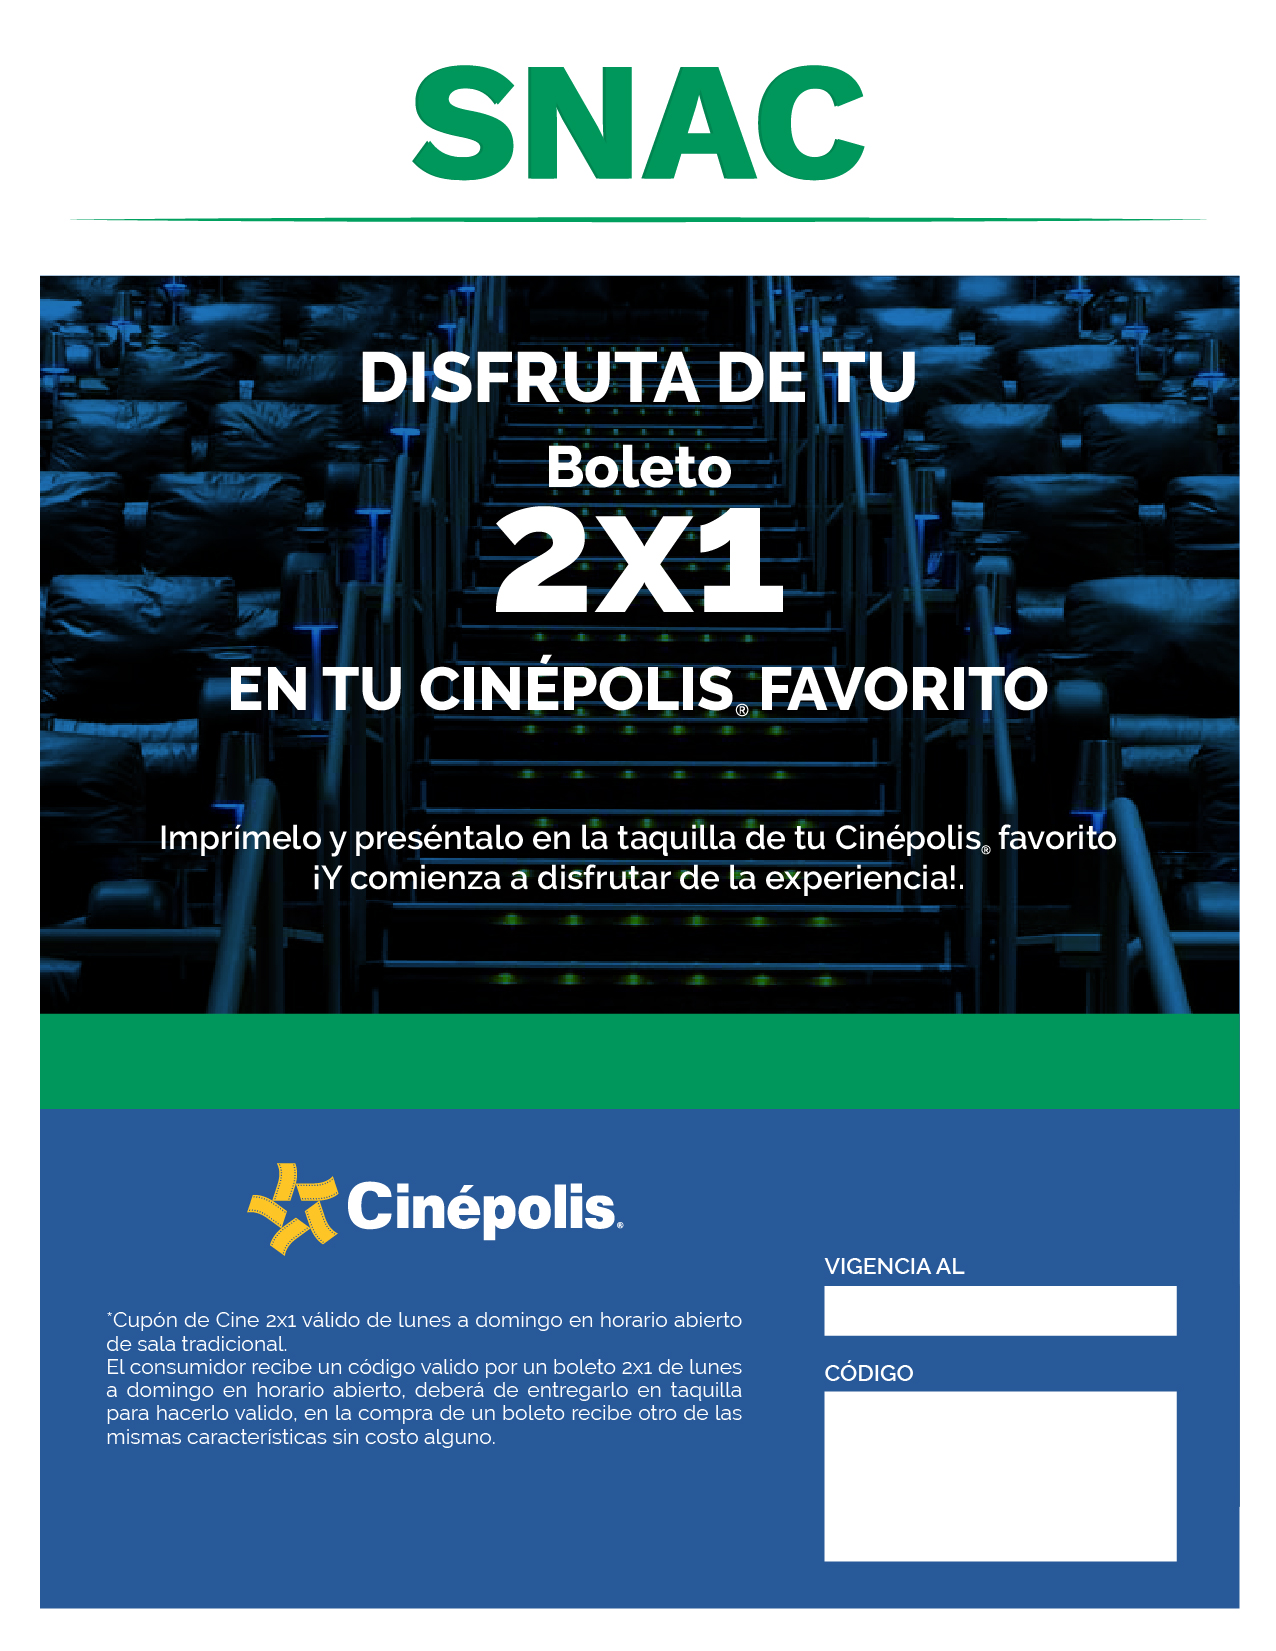 SNAC
DISFRUTA DE TU
Boleto
2x1
EN TU CINÉPOLIS® FAVORITO
Imprímelo y preséntalo en la taquilla de tu Cinépolis® favorito
¡Y comienza a disfrutar de la experiencia!.
Cinépolis®
*Cupón de Cine 2x1 válido de lunes a domingo en horario abierto
de sala tradicional.
El consumidor recibe un código valido por un boleto 2x1 de lunes
a domingo en horario abierto, deberá de entregarlo en taquilla
para hacerlo valido, en la compra de un boleto recibe otro de las
mismas características sin costo alguno.
VIGENCIA AL
CÓDIGO